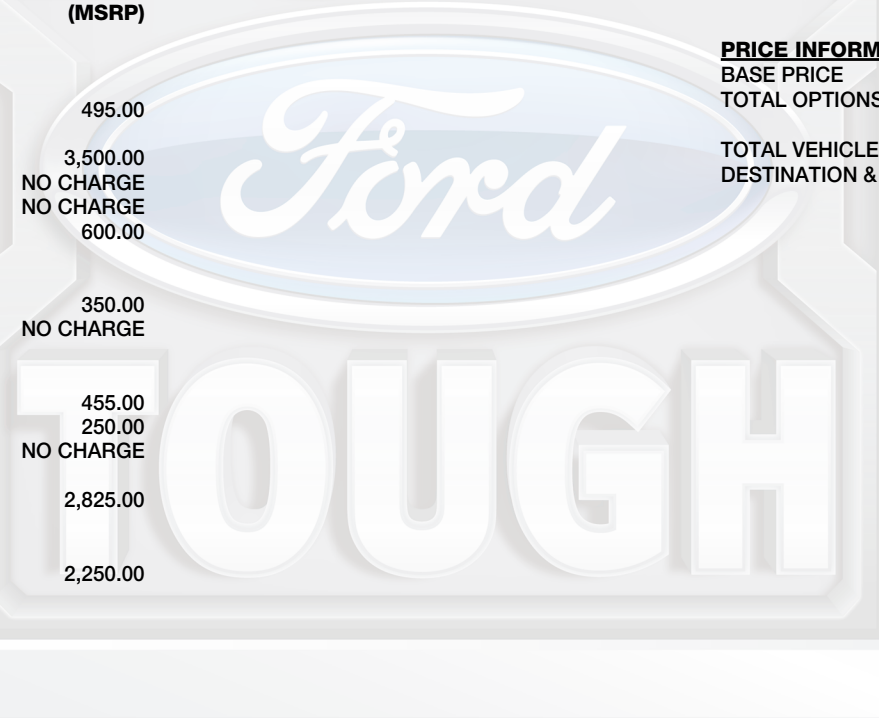 (MSRP)
495.00
3,500.00
NO CHARGE
NO CHARGE
600.00
350.00
NO CHARGE
455.00
250.00
NO CHARGE
2,825.00
2,250.00
PRICE INFORM
BASE PRICE
TOTAL OPTIONS
TOTAL VEHICLE
DESTINATION &
Ford
TOUGH